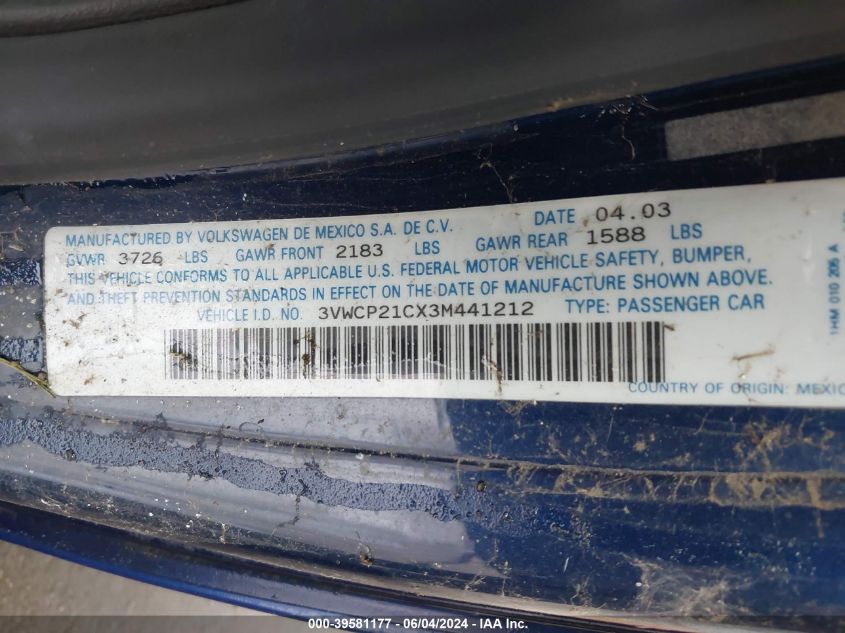 MANUFACTURED BY VOLKSWAGEN DE MEXICO S.A. DE C.V. DATE 04.03
GVWR 3726 LBS GAWR FRONT 2183 LBS GAWR REAR 1588 LBS
THIS VEHICLE CONFORMS TO ALL APPLICABLE U.S. FEDERAL MOTOR VEHICLE SAFETY, BUMPER,
AND THEFT PREVENTION STANDARDS IN EFFECT ON THE DATE OF MANUFACTURE SHOWN ABOVE.
VEHICLE I.D. NO. 3VWCP21CX3M441212 TYPE: PASSENGER CAR
COUNTRY OF ORIGIN: MEXICO
1HM 010 205 A
000-39581177 - 06/04/2024 - IAA Inc.